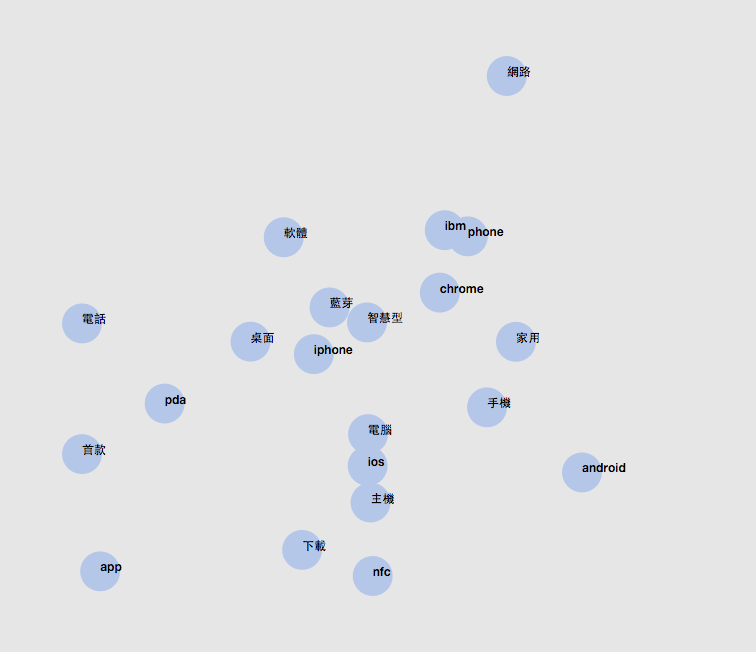 網路
ibm
phone
軟體
chrome
藍芽
智慧型
電話
桌面
家用
iphone
pda
手機
電腦
首款
ios
android
主機
下載
app
nfc